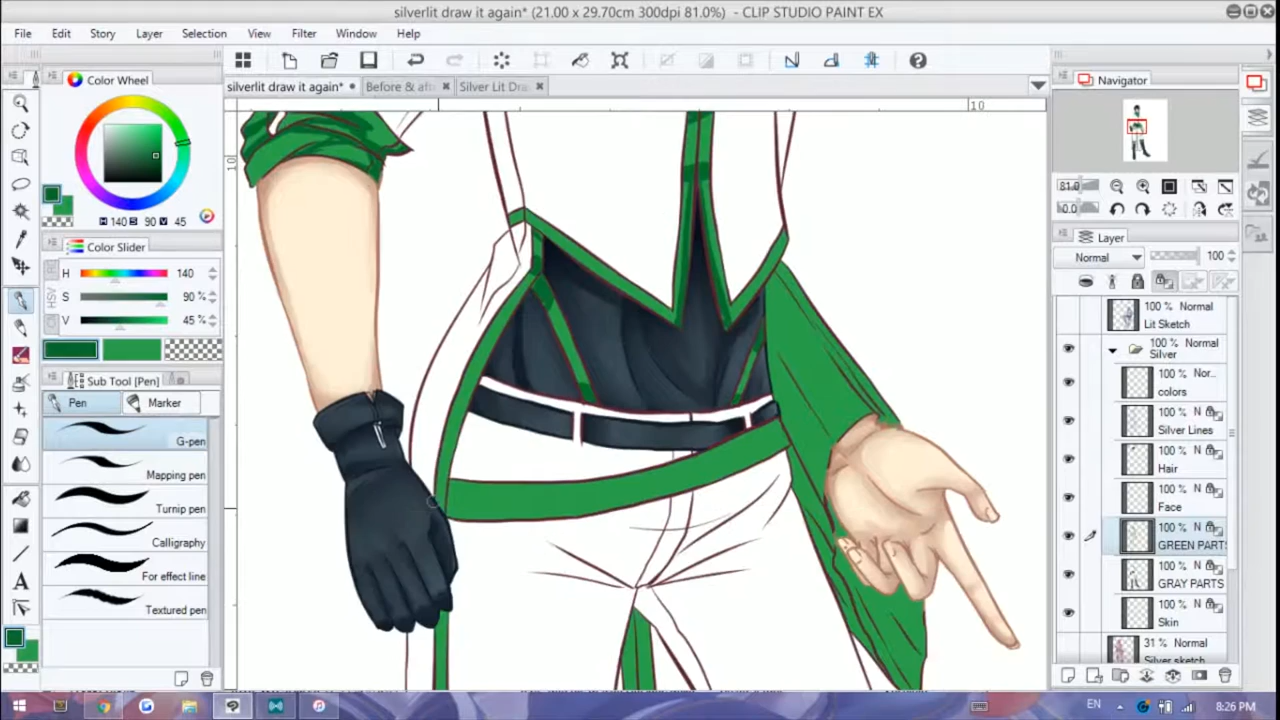 silverlit draw it again* (21.00 x 29.70cm 300dpi 81.0%) - CLIP STUDIO PAINT EX
File Edit Story Layer Selection View Filter Window Help
Color Wheel
silverlit draw it again* Before & aft Silver Lit Dra
Navigator
10
10
H 140 S 90 V 45
81.0
0.0
Color Slider
Layer
HSV
H 140
S 90 %
V 45 %
Normal 100
100 % Normal
Lit Sketch
100 % Normal
Silver
100 % Nor...
colors
100 % N
Silver Lines
100 % N
Hair
100 % N
Face
100 % N
GREEN PARTS
100 % N
GRAY PARTS
100 % N
Skin
31 % Normal
Silver sketch
Sub Tool [Pen]
Pen Marker
G-pen
Mapping pen
Turnip pen
Calligraphy
For effect line
Textured pen
A
EN 8:26 PM